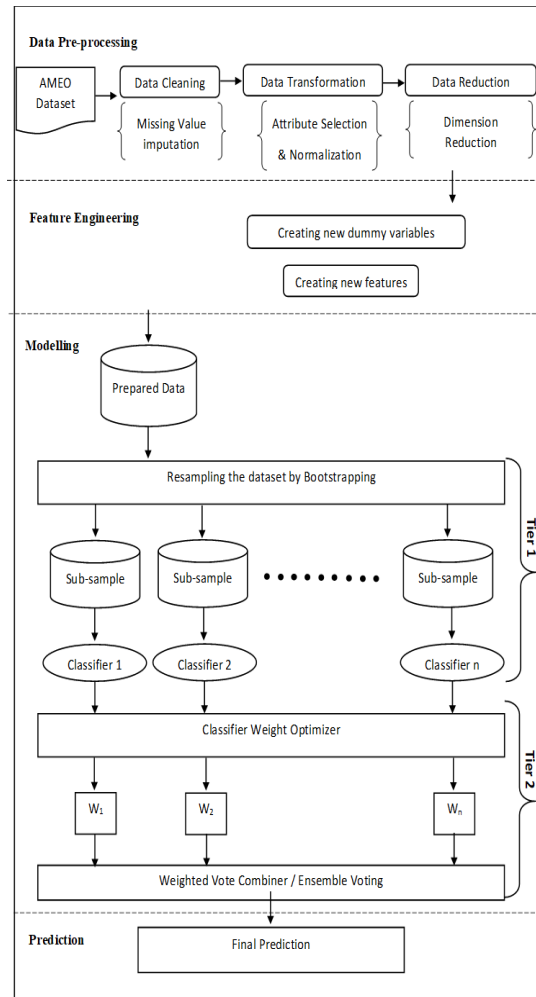 Data Pre-processing
AMEO
Dataset
Data Cleaning
Data Transformation
Data Reduction
Missing Value
imputation
Attribute Selection
& Normalization
Dimension
Reduction
Feature Engineering
Creating new dummy variables
Creating new features
Modelling
Prepared Data
Resampling the dataset by Bootstrapping
Tier 1
Sub-sample
Sub-sample
Sub-sample
Classifier 1
Classifier 2
Classifier n
Classifier Weight Optimizer
Tier 2
W1
W2
Wn
Weighted Vote Combiner / Ensemble Voting
Prediction
Final Prediction